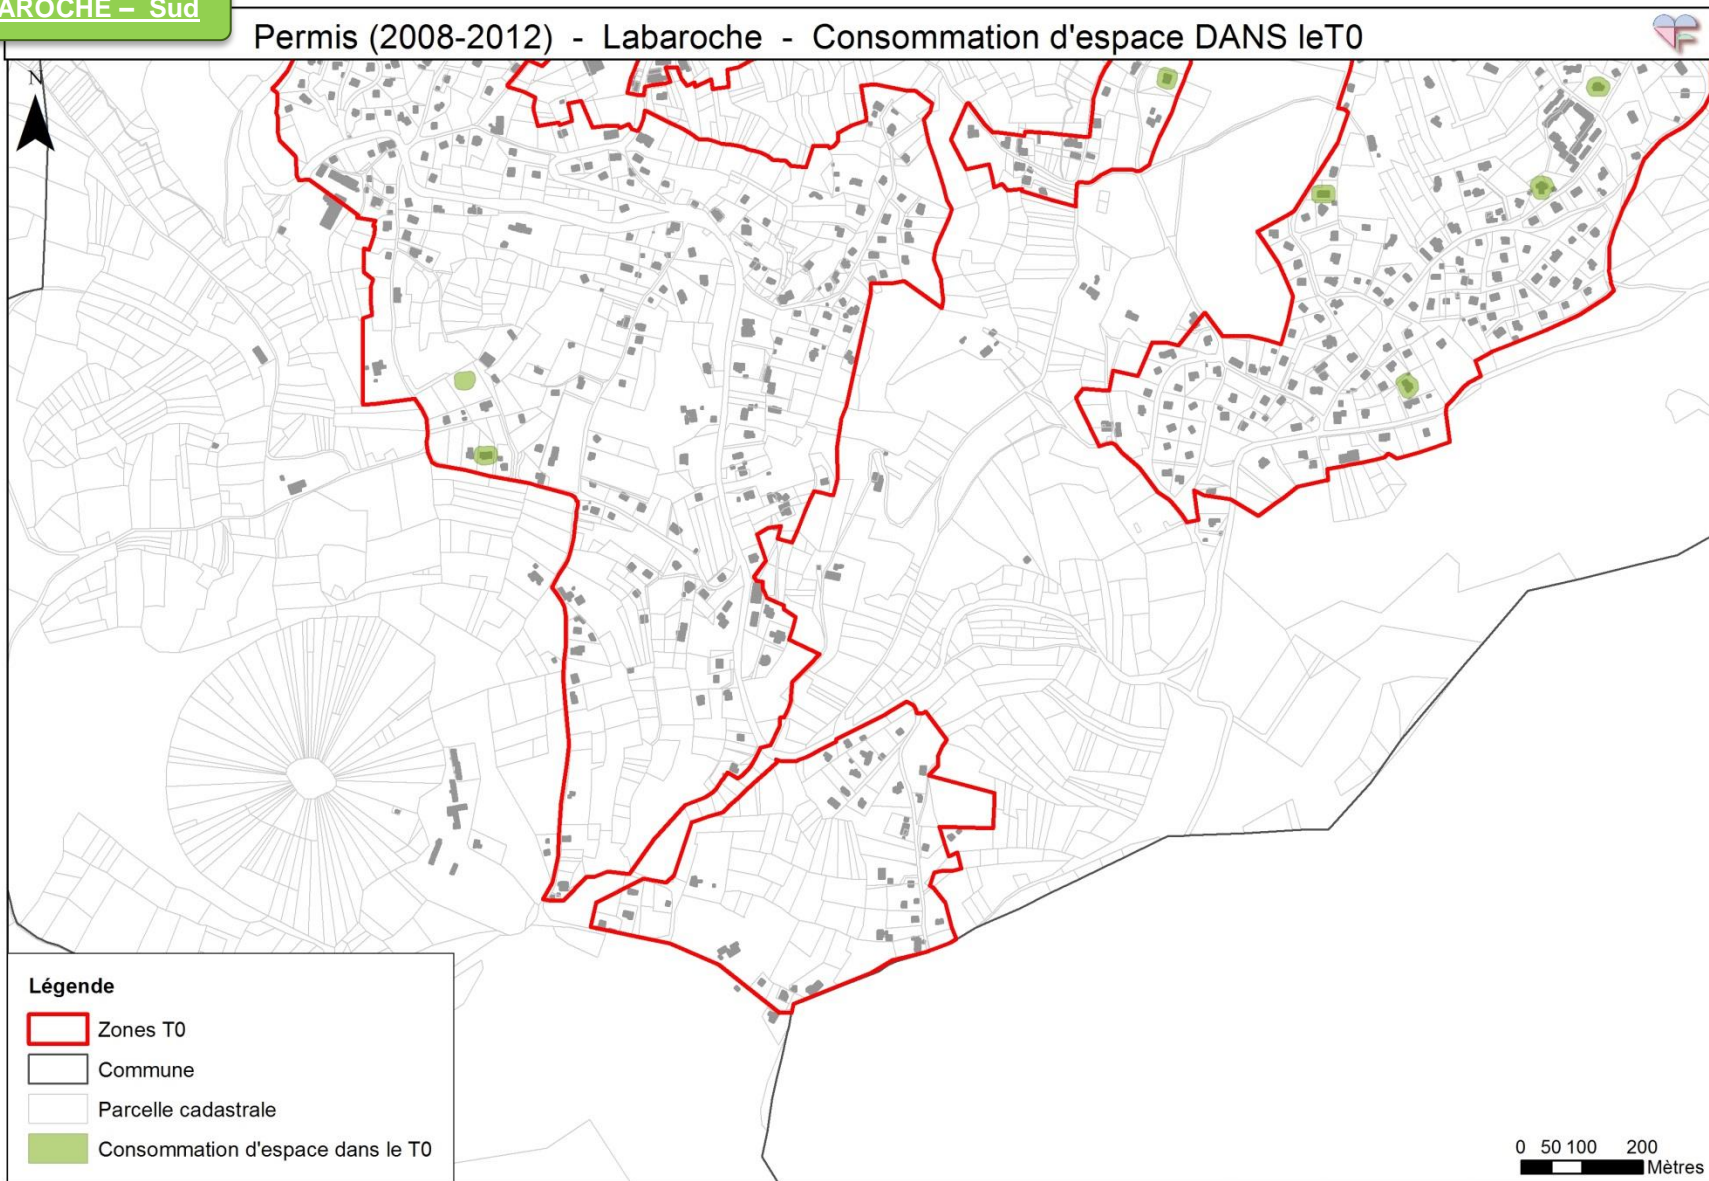 AROCHE – Sud
Permis (2008-2012) - Labaroche - Consommation d'espace DANS leT0
N
Légende
Zones T0
Commune
Parcelle cadastrale
Consommation d'espace dans le T0
0 50 100 200
Mètres